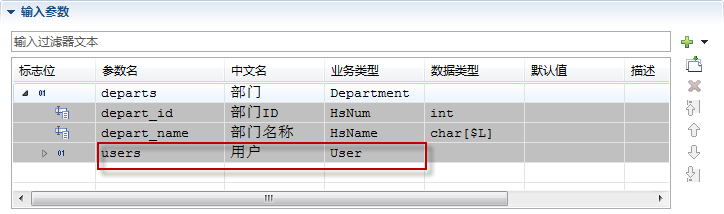 输入参数
输入过滤器文本
标志位 参数名 中文名 业务类型 数据类型 默认值 描述
01 departs 部门 Department
depart_id 部门ID HsNum int
depart_name 部门名称 HsName char[$L]
01 users 用户 User